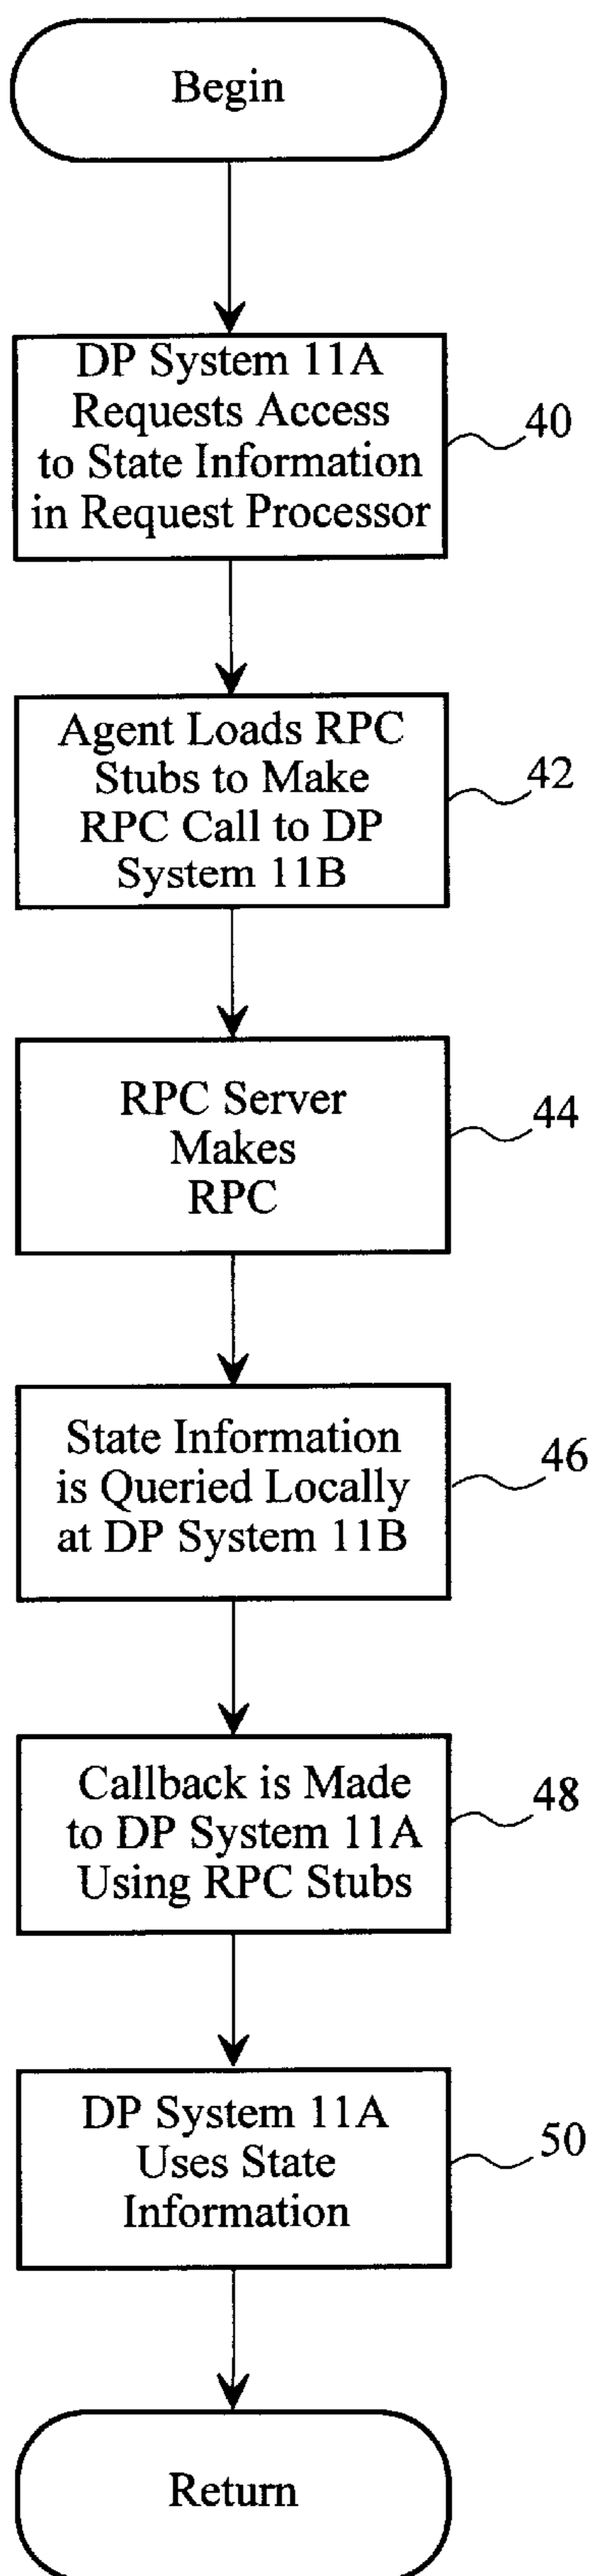 Begin
DP System 11A
Requests Access
to State Information
in Request Processor
40
Agent Loads RPC
Stubs to Make
RPC Call to DP
System 11B
42
RPC Server
Makes
RPC
44
State Information
is Queried Locally
at DP System 11B
46
Callback is Made
to DP System 11A
Using RPC Stubs
48
DP System 11A
Uses State
Information
50
Return